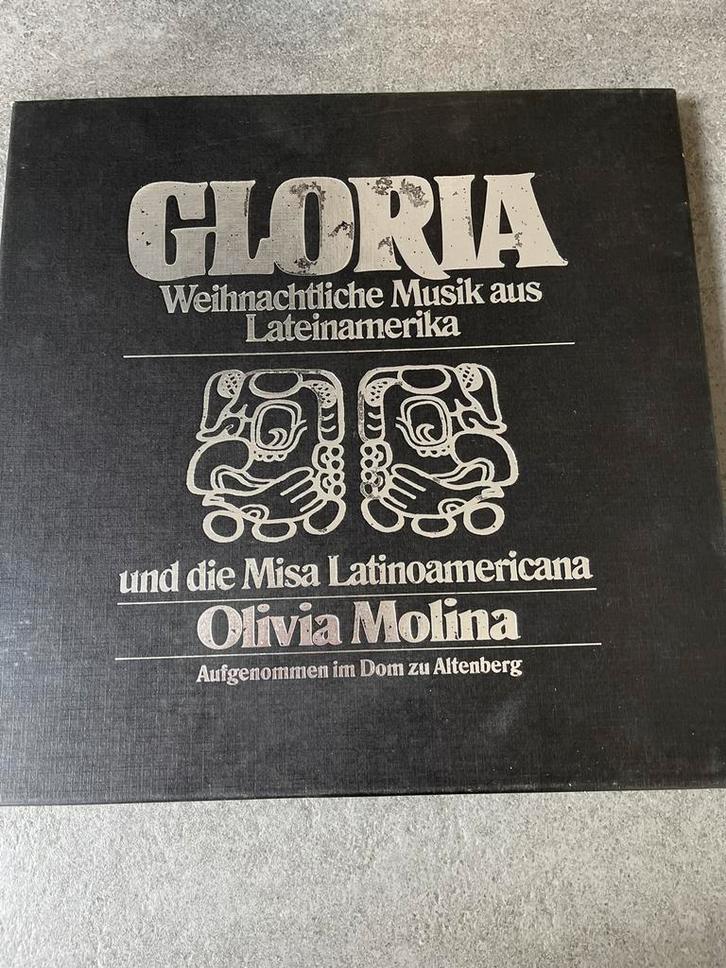 GLORIA
Weihnachtliche Musik aus
Lateinamerika
und die Misa Latinoamericana
Olivia Molina
Aufgenommen im Dom zu Altenberg